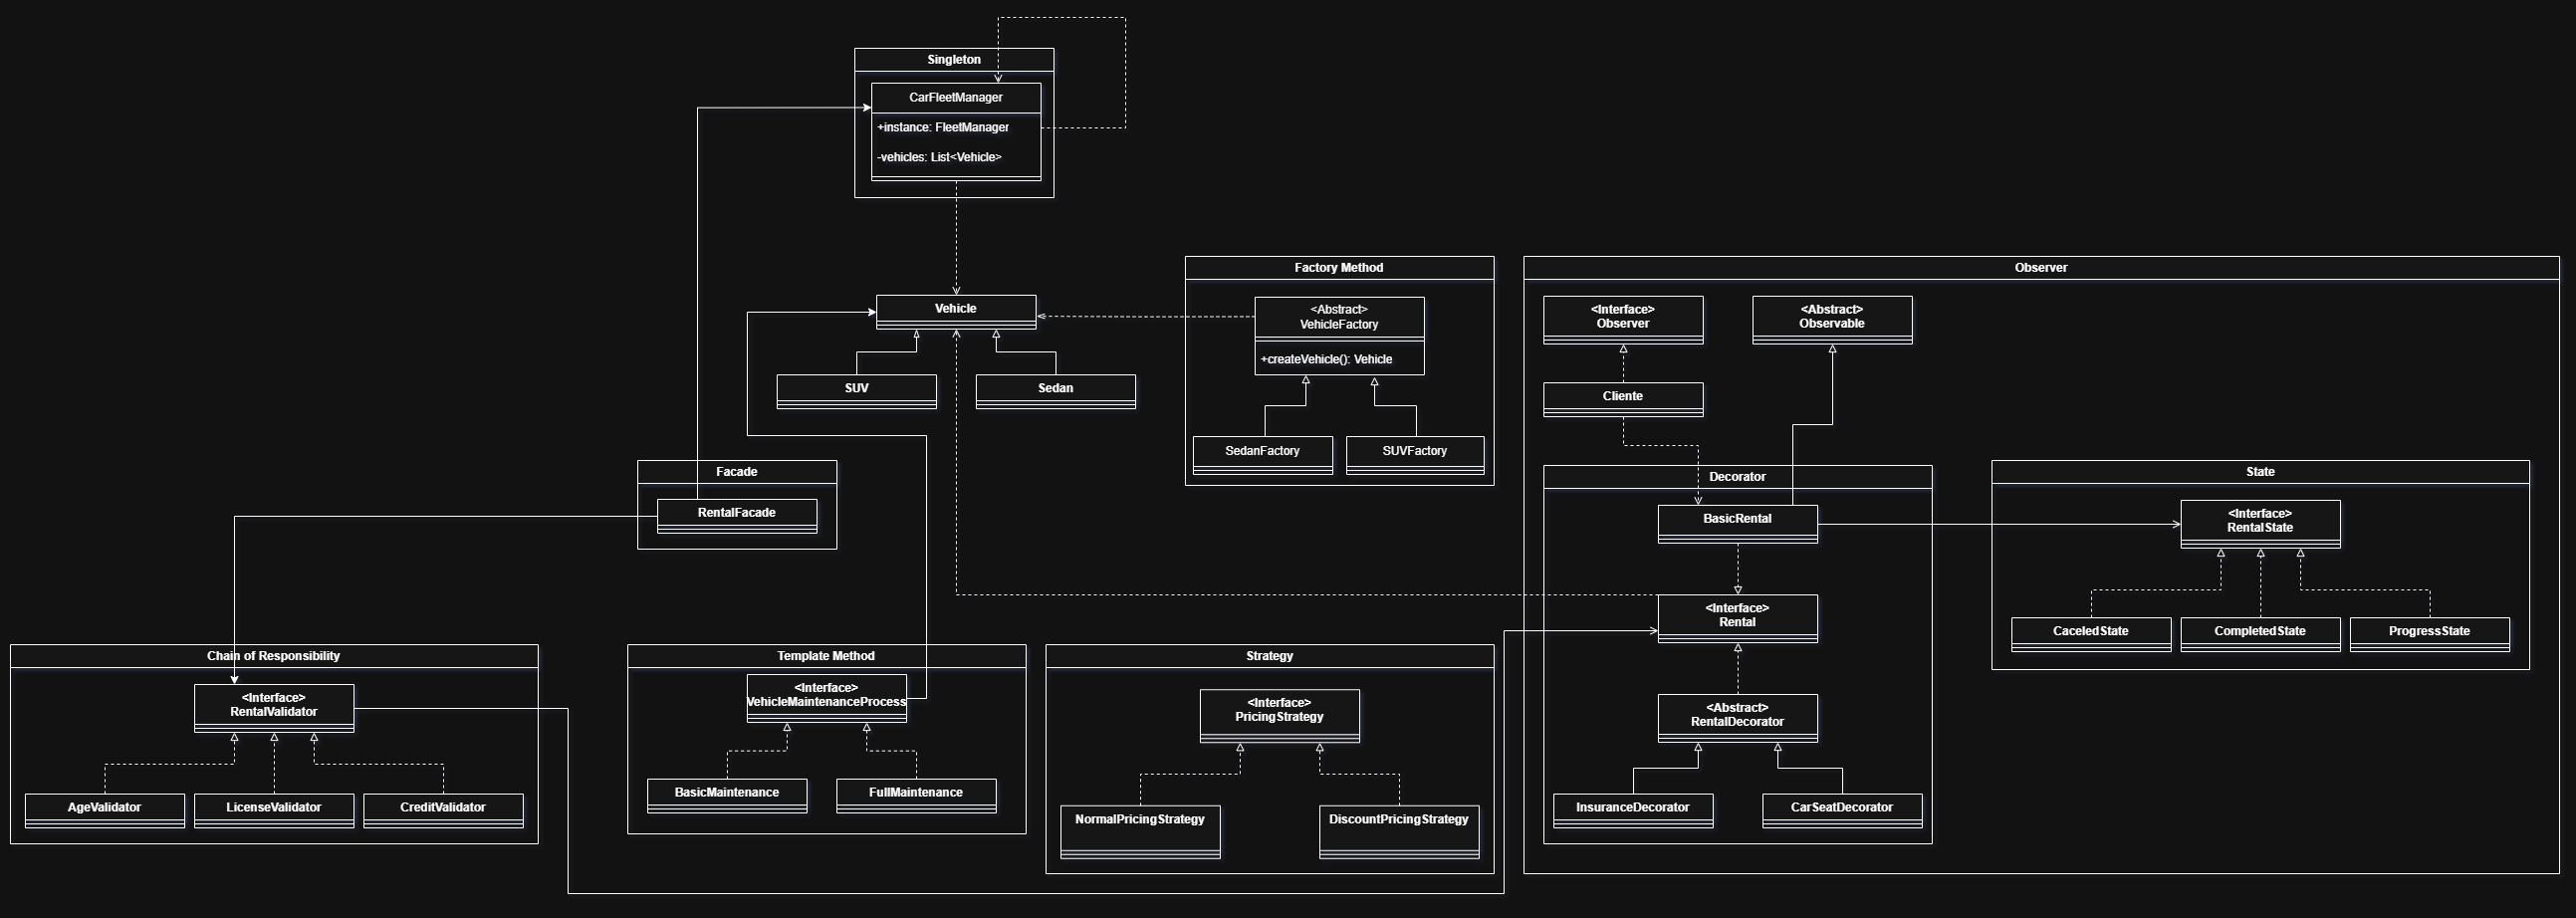 Singleton
CarFleetManager
+instance: FleetManager
-vehicles: List<Vehicle>
Vehicle
SUV
Sedan
Factory Method
<Abstract>
VehicleFactory
+createVehicle(): Vehicle
SedanFactory
SUVFactory
Observer
<Interface>
Observer
<Abstract>
Observable
Cliente
Facade
RentalFacade
Decorator
BasicRental
<Interface>
Rental
<Abstract>
RentalDecorator
InsuranceDecorator
CarSeatDecorator
State
<Interface>
RentalState
CaceledState
CompletedState
ProgressState
Chain of Responsibility
<Interface>
RentalValidator
AgeValidator
LicenseValidator
CreditValidator
Template Method
<Interface>
VehicleMaintenanceProcess
BasicMaintenance
FullMaintenance
Strategy
<Interface>
PricingStrategy
NormalPricingStrategy
DiscountPricingStrategy